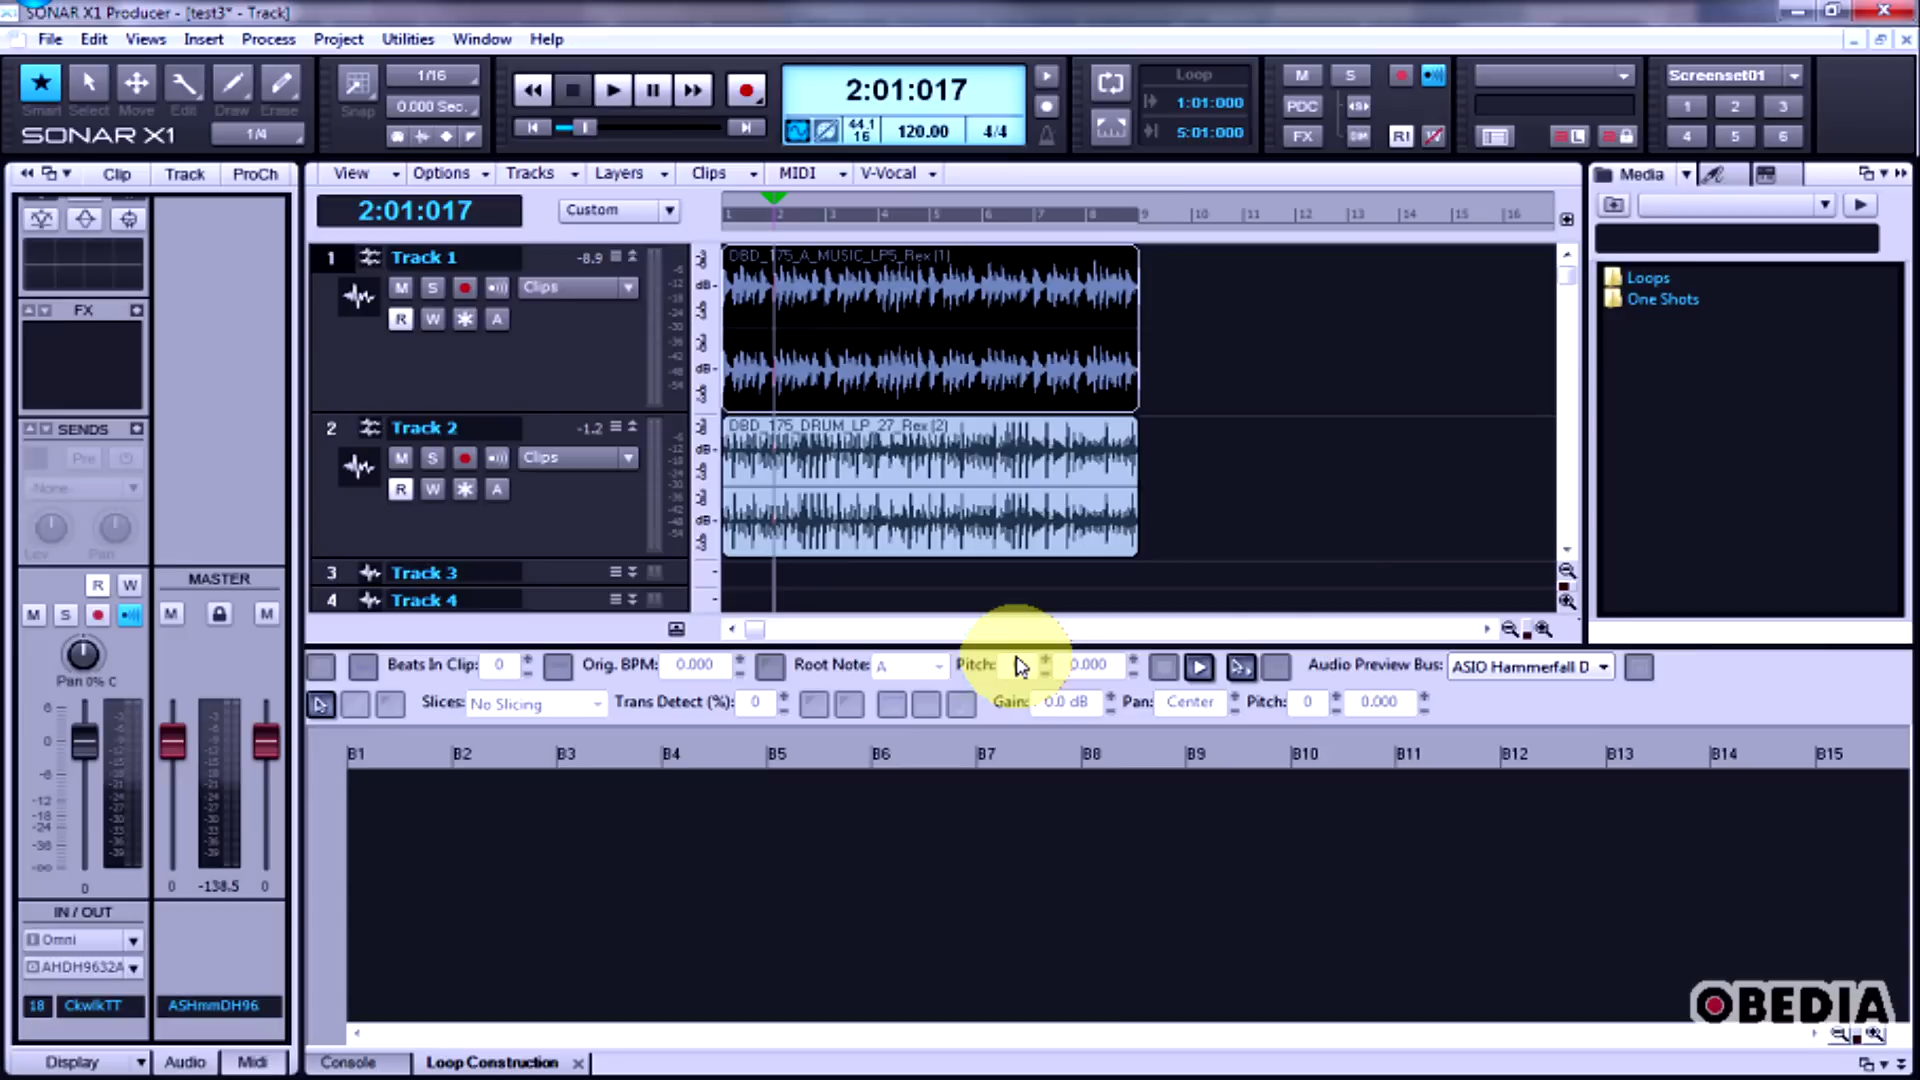 SONAR X1 Producer - [test3* - Track]
File Edit Views Insert Process Project Utilities Window Help
Smart Select Move Edit Draw Erase Snap
1/16
0.000 Sec.
SONAR X1 1/4
2:01:017
44.1 16 120.00 4/4
Loop
1:01:000
5:01:000
M S
PDC
FX R!
Screenset01
1 2 3
4 5 6
Clip Track ProCh
View Options Tracks Layers Clips MIDI V-Vocal
Media
2:01:017 Custom
1 2 3 4 5 6 7 8 9 10 11 12 13 14 15 16
1 Track 1 -8.9
M S Clips
R W A
DBD_175_A_MUSIC_LP5_Rex (1)
2 Track 2 -1.2
M S Clips
R W A
DBD_175_DRUM_LP_27_Rex (2)
3 Track 3
4 Track 4
Loops
One Shots
FX
SENDS
Pre
None
Lev Pan
R W
M S
MASTER
M M
Pan 0% C
0
0 -138.5 0
IN / OUT
Omni
AHDH9632A
18 CkwlkTT ASHmmDH96
Display Audio Midi
Beats In Clip: 0 Orig. BPM: 0.000 Root Note: A Pitch: 0.000 Audio Preview Bus: ASIO Hammerfall D
Slices: No Slicing Trans Detect (%): 0 Gain: 0.0 dB Pan: Center Pitch: 0 0.000
B1 B2 B3 B4 B5 B6 B7 B8 B9 B10 B11 B12 B13 B14 B15
OBEDIA
Console Loop Construction